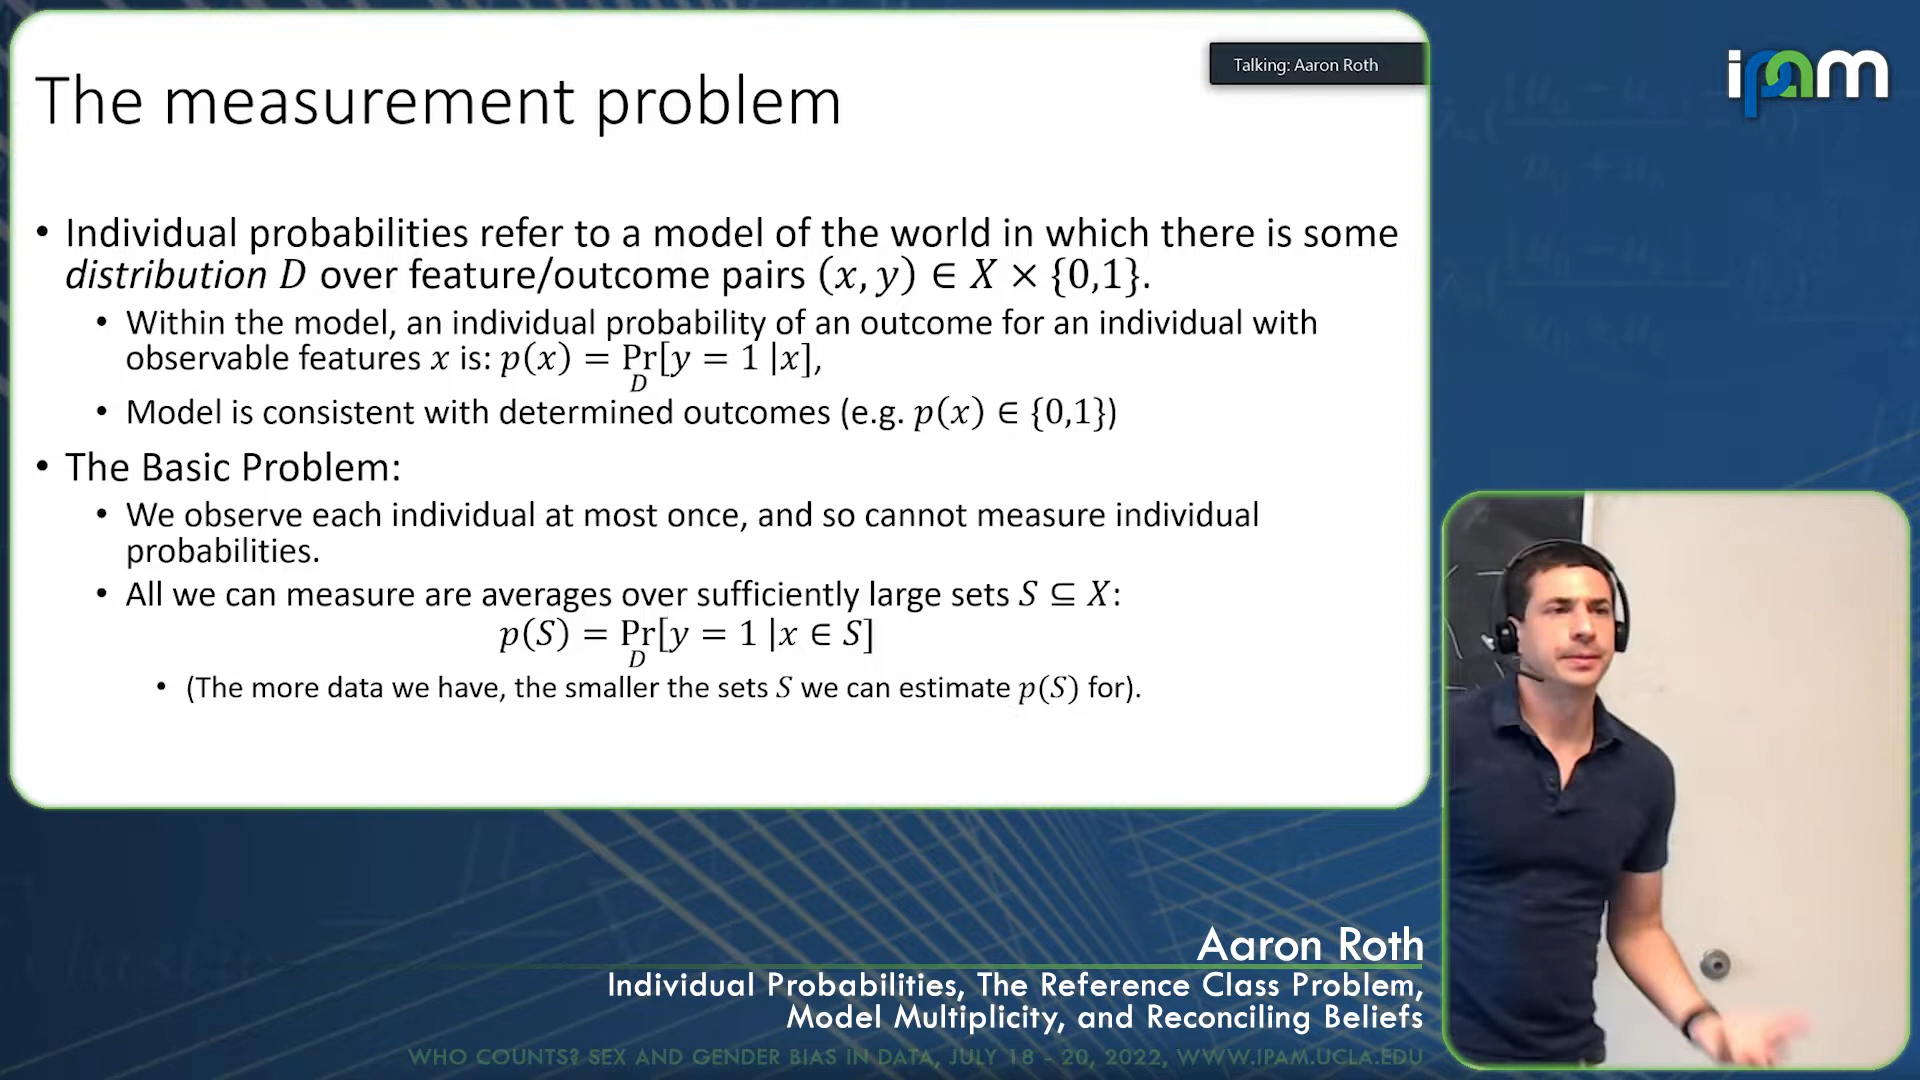 The measurement problem
Talking: Aaron Roth
ipam
• Individual probabilities refer to a model of the world in which there is some
distribution D over feature/outcome pairs (x, y) ∈ X × {0,1}.
• Within the model, an individual probability of an outcome for an individual with
observable features x is: p(x) = Pr[y = 1 |x],
D
• Model is consistent with determined outcomes (e.g. p(x) ∈ {0,1})
• The Basic Problem:
• We observe each individual at most once, and so cannot measure individual
probabilities.
• All we can measure are averages over sufficiently large sets S ⊆ X:
p(S) = Pr[y = 1 |x ∈ S]
D
• (The more data we have, the smaller the sets S we can estimate p(S) for).
Aaron Roth
Individual Probabilities, The Reference Class Problem,
Model Multiplicity, and Reconciling Beliefs
WHO COUNTS? SEX AND GENDER BIAS IN DATA, JULY 18 - 20, 2022, WWW.IPAM.UCLA.EDU